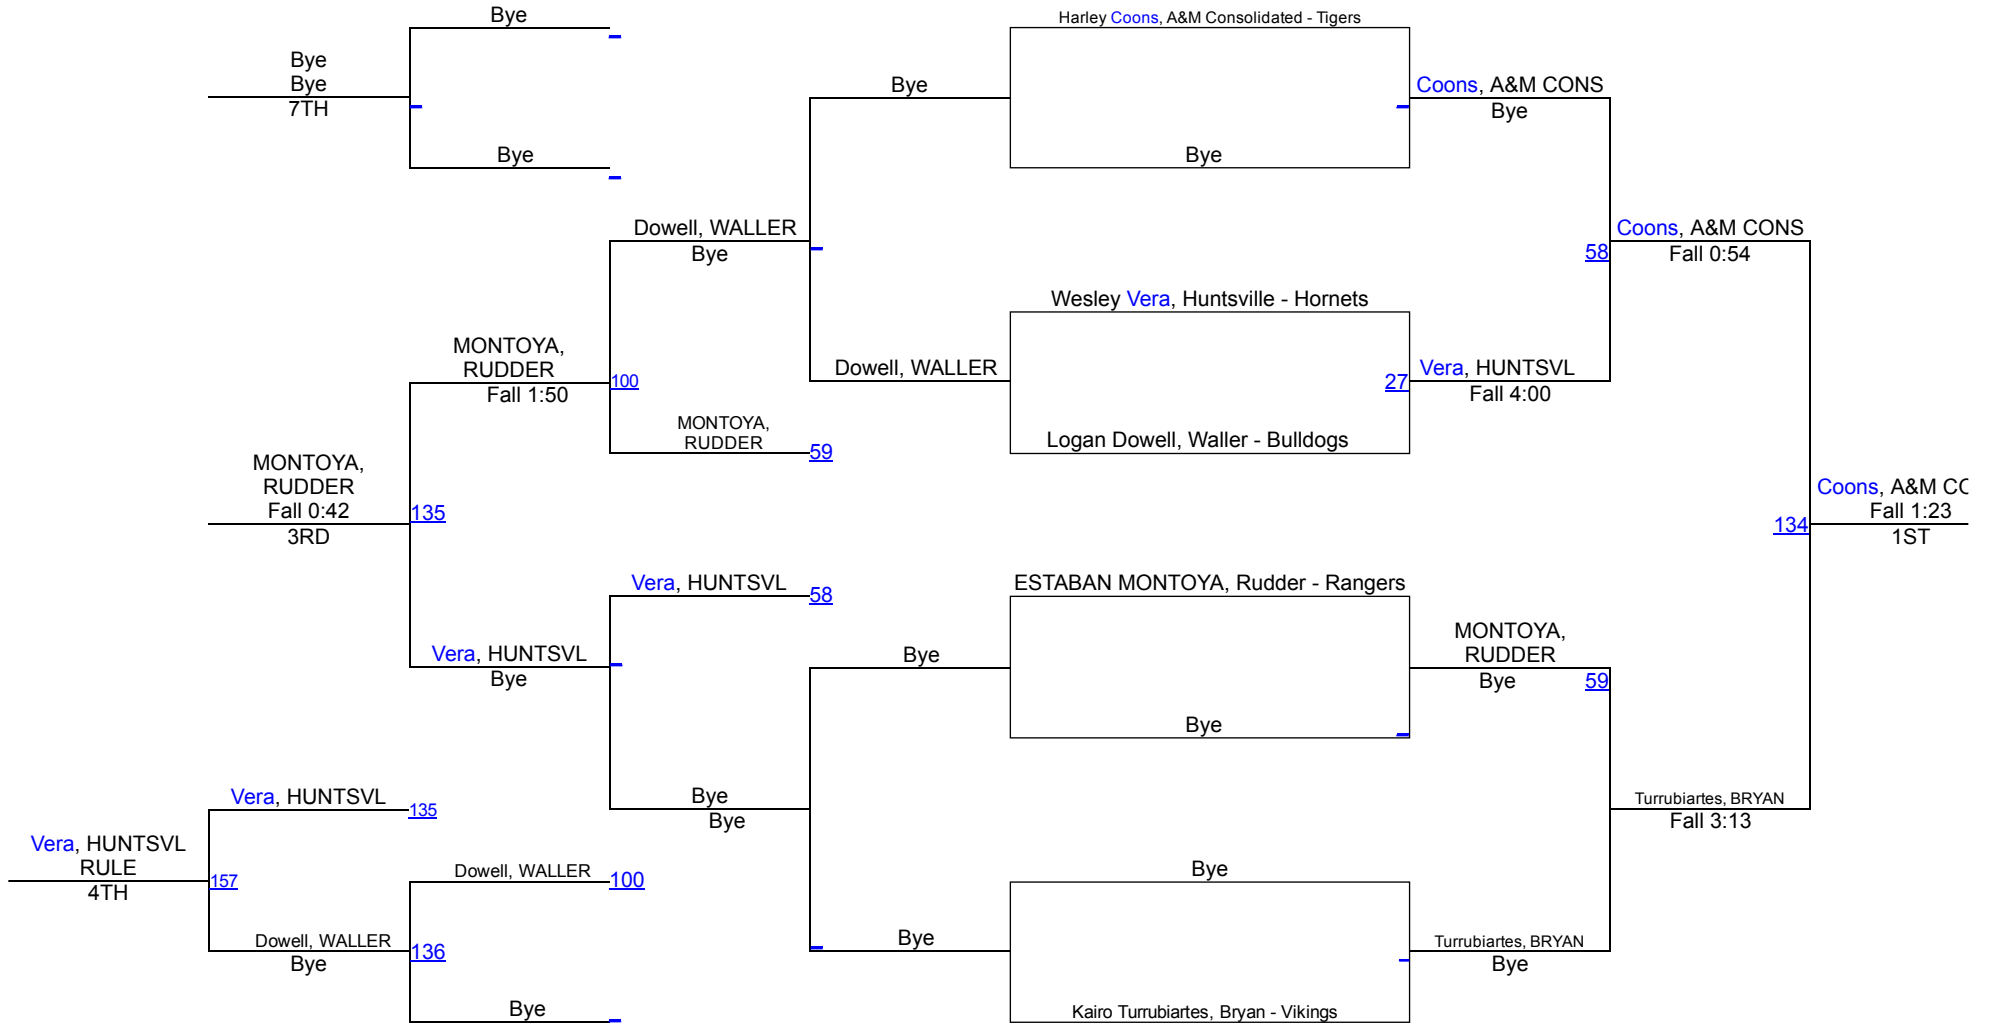 Bye
Harley Coons, A&M Consolidated - Tigers
Bye
Bye
7TH
Bye
Coons, A&M CONS
Bye
Bye
Bye
Dowell, WALLER
Bye
Coons, A&M CONS
Fall 0:54
58
Wesley Vera, Huntsville - Hornets
MONTOYA,
RUDDER
Fall 1:50
100
Dowell, WALLER
27
Vera, HUNTSVL
Fall 4:00
MONTOYA,
RUDDER
59
Logan Dowell, Waller - Bulldogs
MONTOYA,
RUDDER
Fall 0:42
3RD
135
Coons, A&M CC
Fall 1:23
1ST
134
Vera, HUNTSVL
58
ESTABAN MONTOYA, Rudder - Rangers
MONTOYA,
RUDDER
Bye
59
Vera, HUNTSVL
Bye
Bye
Bye
Vera, HUNTSVL
135
Bye
Bye
Turrubiartes, BRYAN
Fall 3:13
Vera, HUNTSVL
RULE
4TH
157
Dowell, WALLER
100
Bye
Dowell, WALLER
Bye
136
Bye
Turrubiartes, BRYAN
Bye
Bye
Kairo Turrubiartes, Bryan - Vikings